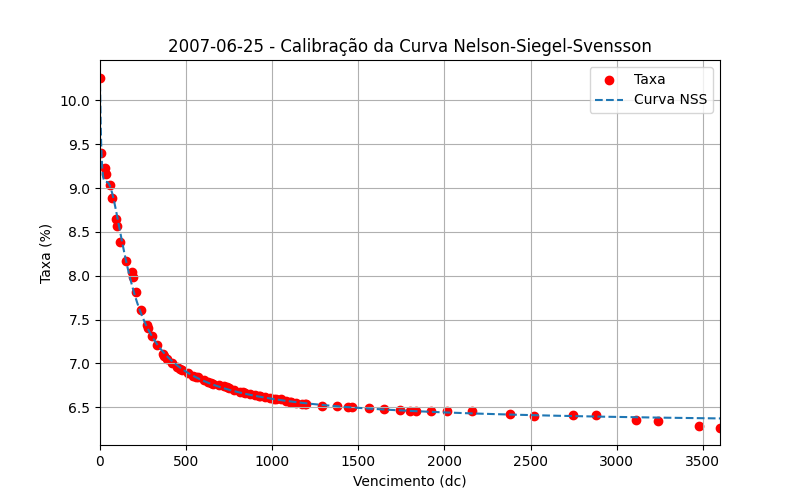 2007-06-25 - Calibração da Curva Nelson-Siegel-Svensson
Taxa
Curva NSS
Taxa (%)
10.0
9.5
9.0
8.5
8.0
7.5
7.0
6.5
0 500 1000 1500 2000 2500 3000 3500
Vencimento (dc)